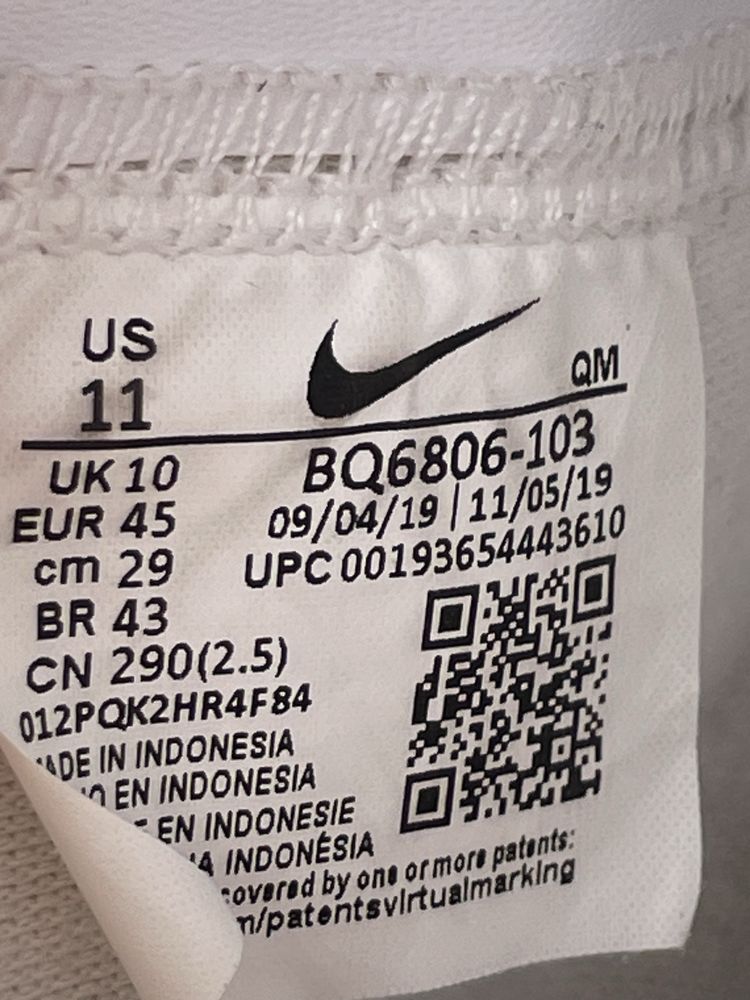 US
11
QM
UK 10
BQ6806-103
EUR 45
09/04/19 | 11/05/19
cm 29
UPC 00193654443610
BR 43
CN 290(2.5)
012PQK2HR4F84
IN INDONESIA
EN INDONESIA
EN INDONESIE
INDONÉSIA
covered by one or more patents:
/patentsvirtualmarking